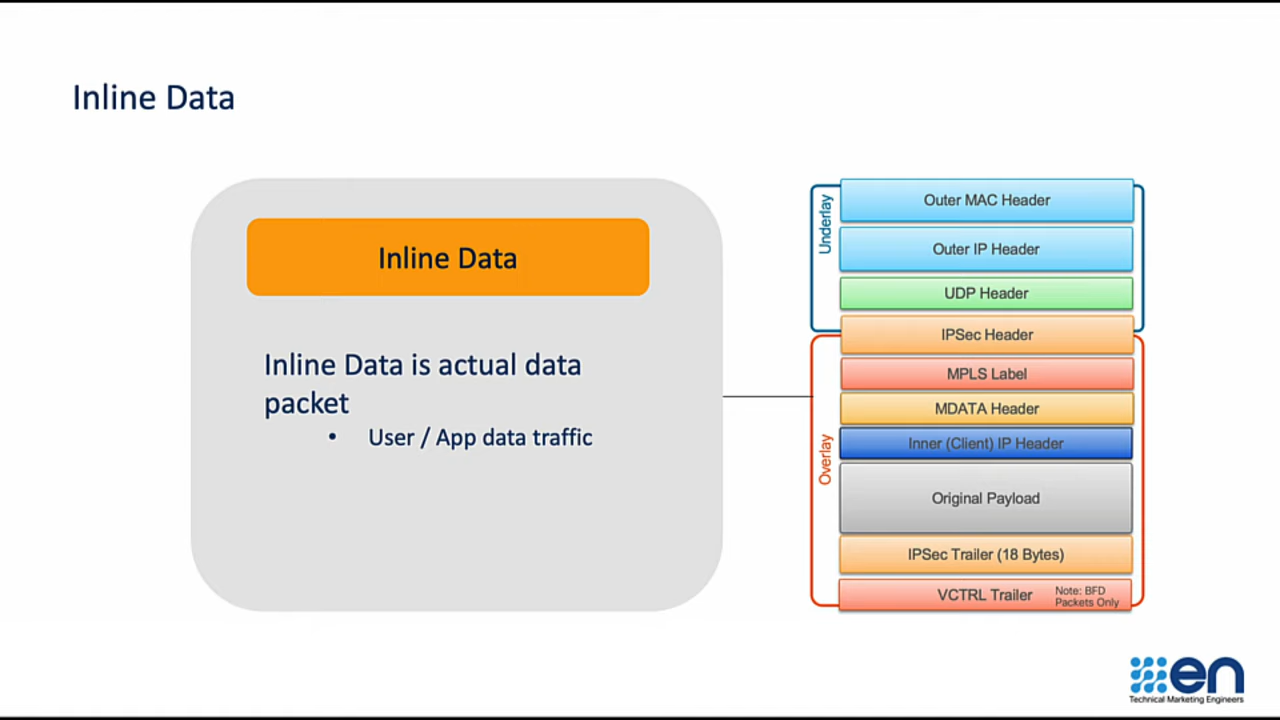 Inline Data
Inline Data
Inline Data is actual data
packet
• User / App data traffic
Underlay
Outer MAC Header
Outer IP Header
UDP Header
IPSec Header
Overlay
MPLS Label
MDATA Header
Inner (Client) IP Header
Original Payload
IPSec Trailer (18 Bytes)
VCTRL Trailer
Note: BFD
Packets Only
en
Technical Marketing Engineers